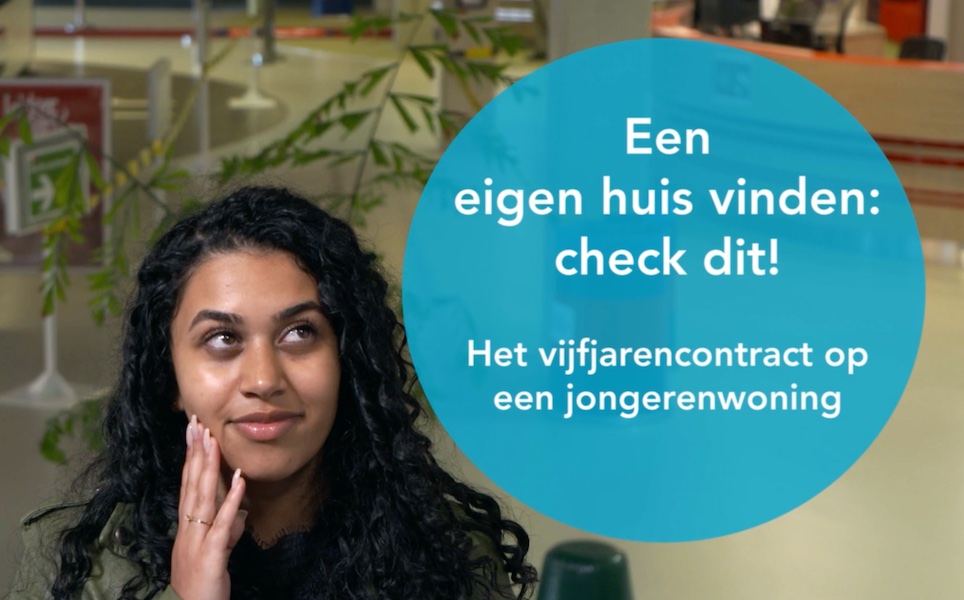 Een
eigen huis vinden:
check dit!
Het vijfjarencontract op
een jongerenwoning